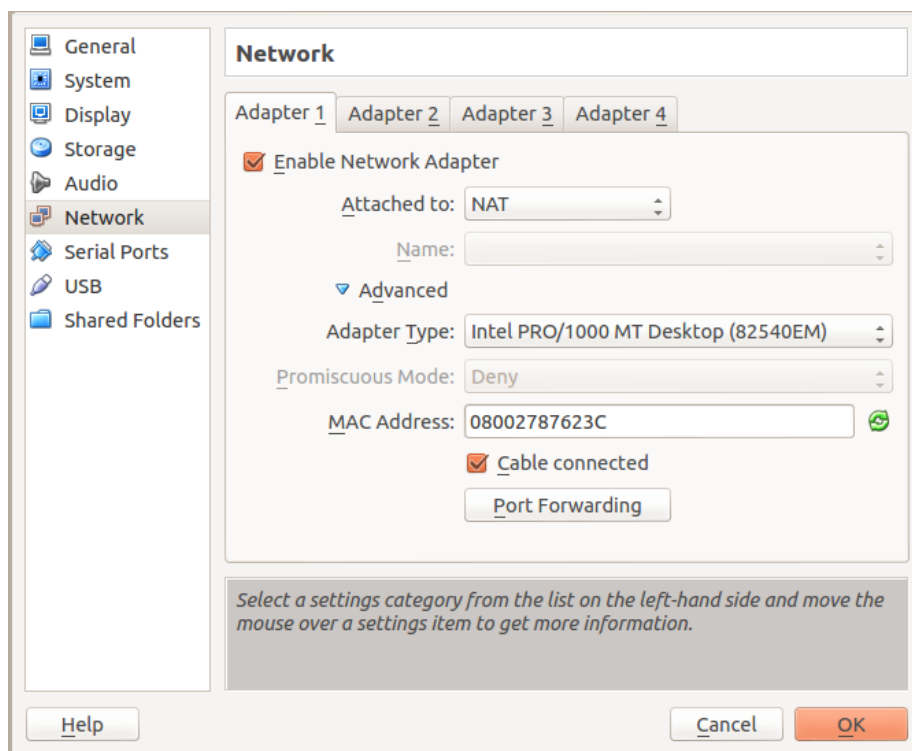 General
System
Display
Storage
Audio
Network
Serial Ports
USB
Shared Folders
Network
Adapter 1 Adapter 2 Adapter 3 Adapter 4
Enable Network Adapter
Attached to: NAT
Name:
Advanced
Adapter Type: Intel PRO/1000 MT Desktop (82540EM)
Promiscuous Mode: Deny
MAC Address: 08002787623C
Cable connected
Port Forwarding
Select a settings category from the list on the left-hand side and move the
mouse over a settings item to get more information.
Help Cancel OK